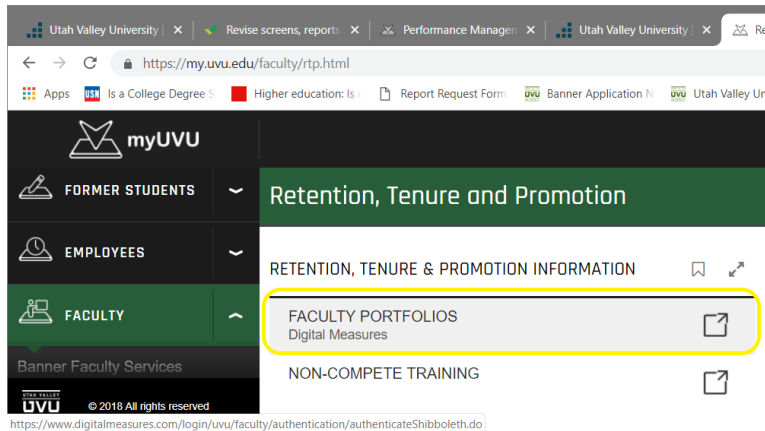 Utah Valley University |
Revise screens, reports
Performance Managen
Utah Valley University |
Re
https://my.uvu.edu/faculty/rtp.html
Apps
Is a College Degree S
Higher education: Is
Report Request Form
Banner Application N
Utah Valley Un
myUVU
FORMER STUDENTS
Retention, Tenure and Promotion
EMPLOYEES
RETENTION, TENURE & PROMOTION INFORMATION
FACULTY
FACULTY PORTFOLIOS
Digital Measures
Banner Faculty Services
NON-COMPETE TRAINING
UTAH VALLEY
UVU
© 2018 All rights reserved
https://www.digitalmeasures.com/login/uvu/faculty/authentication/authenticateShibboleth.do